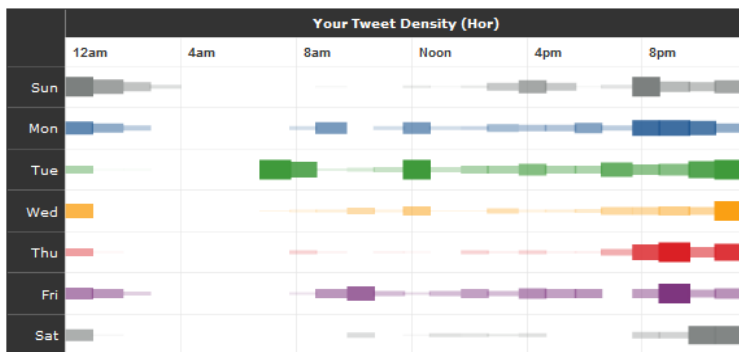 Your Tweet Density (Hor)
12am 4am 8am Noon 4pm 8pm
Sun
Mon
Tue
Wed
Thu
Fri
Sat